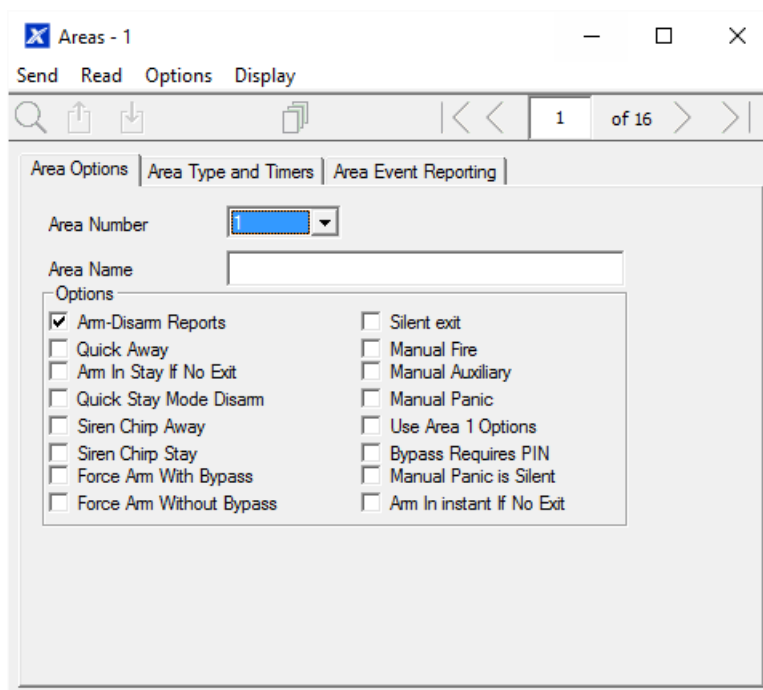 Areas - 1
Send Read Options Display
1 of 16
Area Options Area Type and Timers Area Event Reporting
Area Number 1
Area Name
Options
Arm-Disarm Reports Silent exit
Quick Away Manual Fire
Arm In Stay If No Exit Manual Auxiliary
Quick Stay Mode Disarm Manual Panic
Siren Chirp Away Use Area 1 Options
Siren Chirp Stay Bypass Requires PIN
Force Arm With Bypass Manual Panic is Silent
Force Arm Without Bypass Arm In instant If No Exit